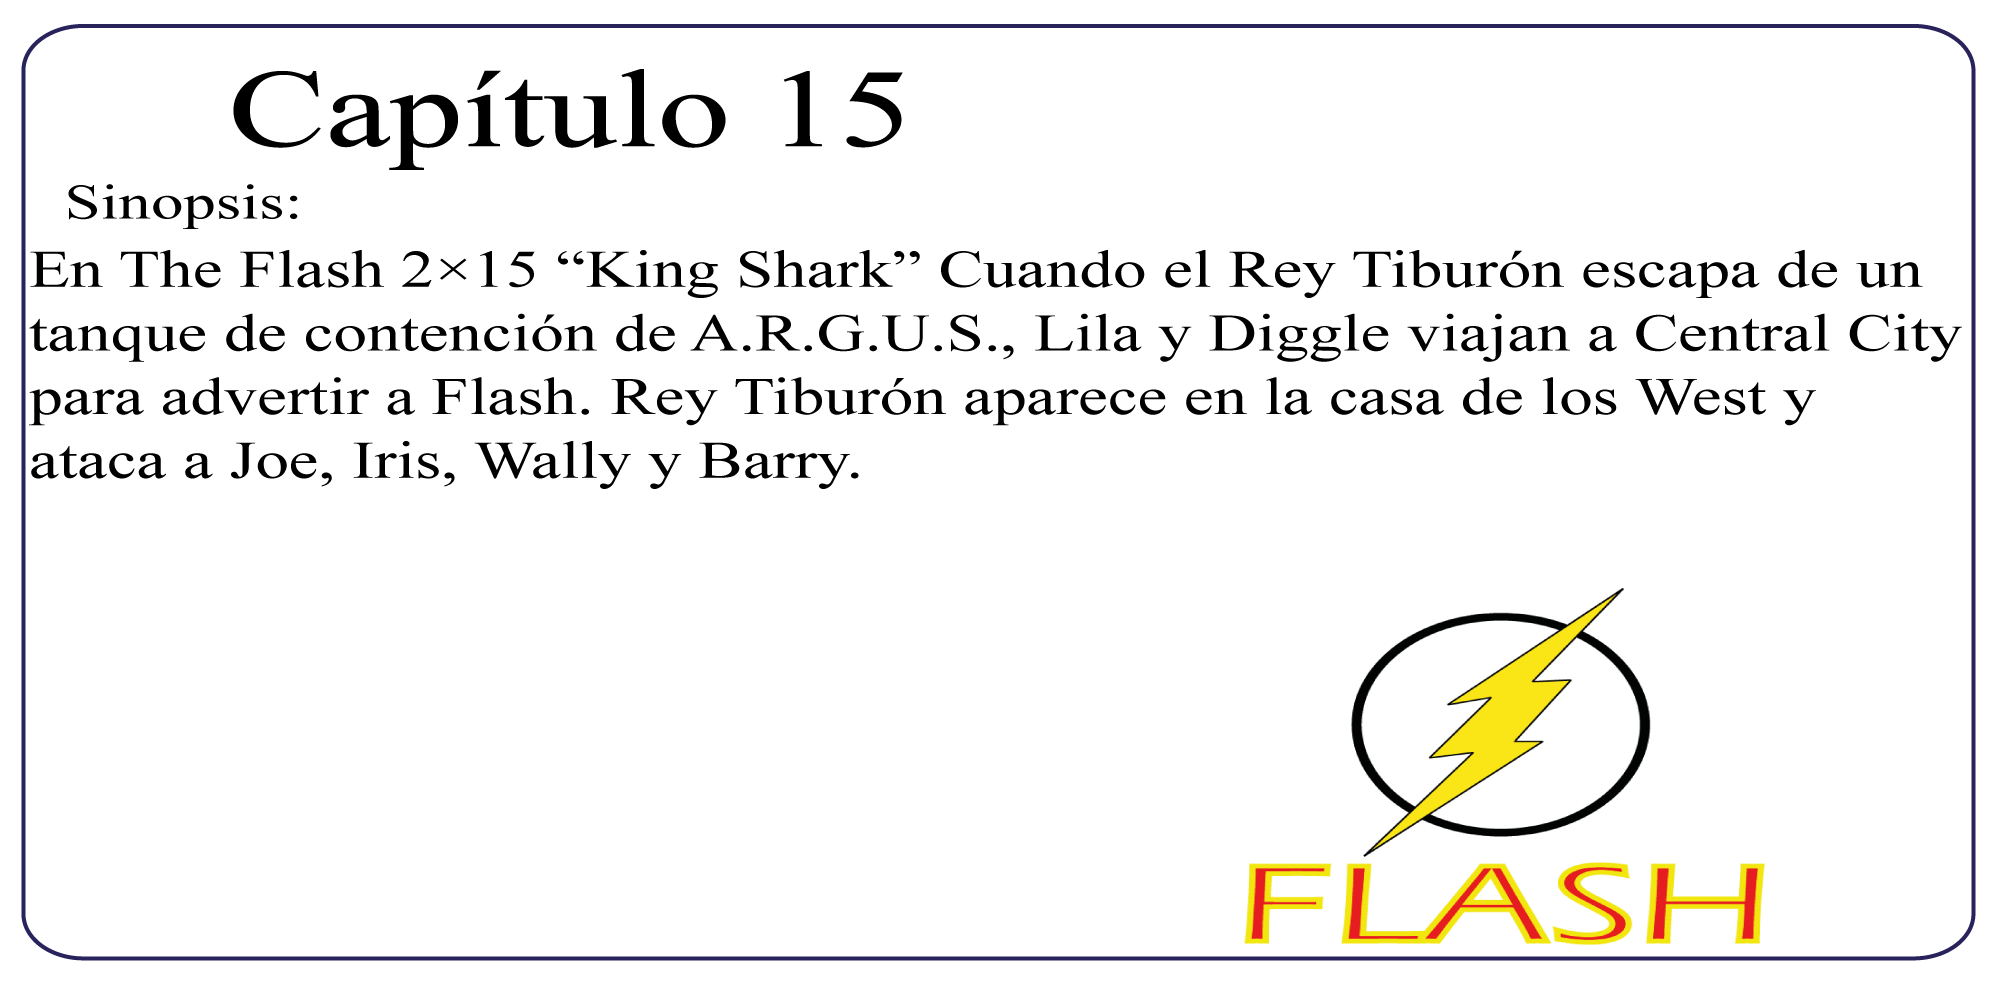 Capítulo 15
Sinopsis:
En The Flash 2×15 “King Shark” Cuando el Rey Tiburón escapa de un
tanque de contención de A.R.G.U.S., Lila y Diggle viajan a Central City
para advertir a Flash. Rey Tiburón aparece en la casa de los West y
ataca a Joe, Iris, Wally y Barry.
FLASH